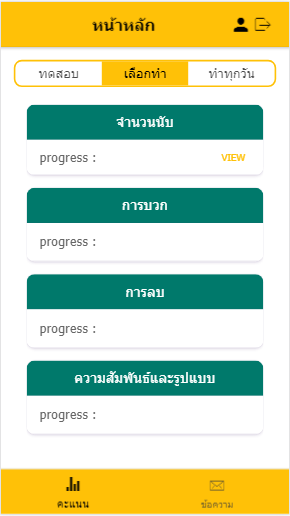 หน้าหลัก
ทดสอบ เลือกทำ ทำทุกวัน
จำนวนนับ
progress : VIEW
การบวก
progress :
การลบ
progress :
ความสัมพันธ์และรูปแบบ
progress :
คะแนน ข้อความ